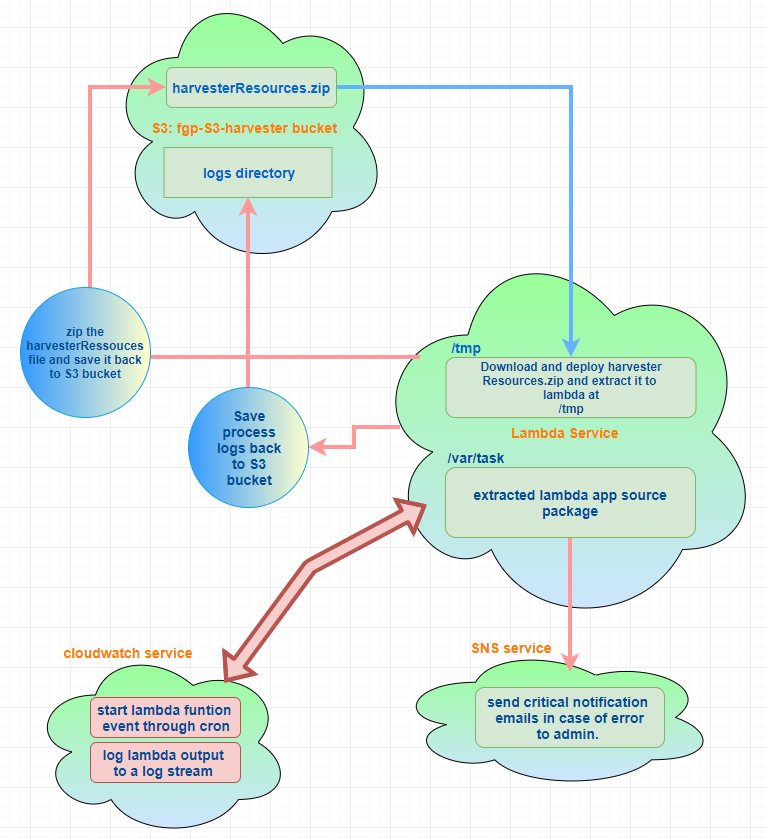 harvesterResources.zip
S3: fgp-S3-harvester bucket
logs directory
zip the
harvesterRessouces
file and save it back
to S3 bucket
/tmp
Download and deploy harvester
Resources.zip and extract it to
lambda at
/tmp
Lambda Service
Save
process
logs back
to S3
bucket
/var/task
extracted lambda app source
package
cloudwatch service
SNS service
start lambda funtion
event through cron
log lambda output
to a log stream
send critical notification
emails in case of error
to admin.